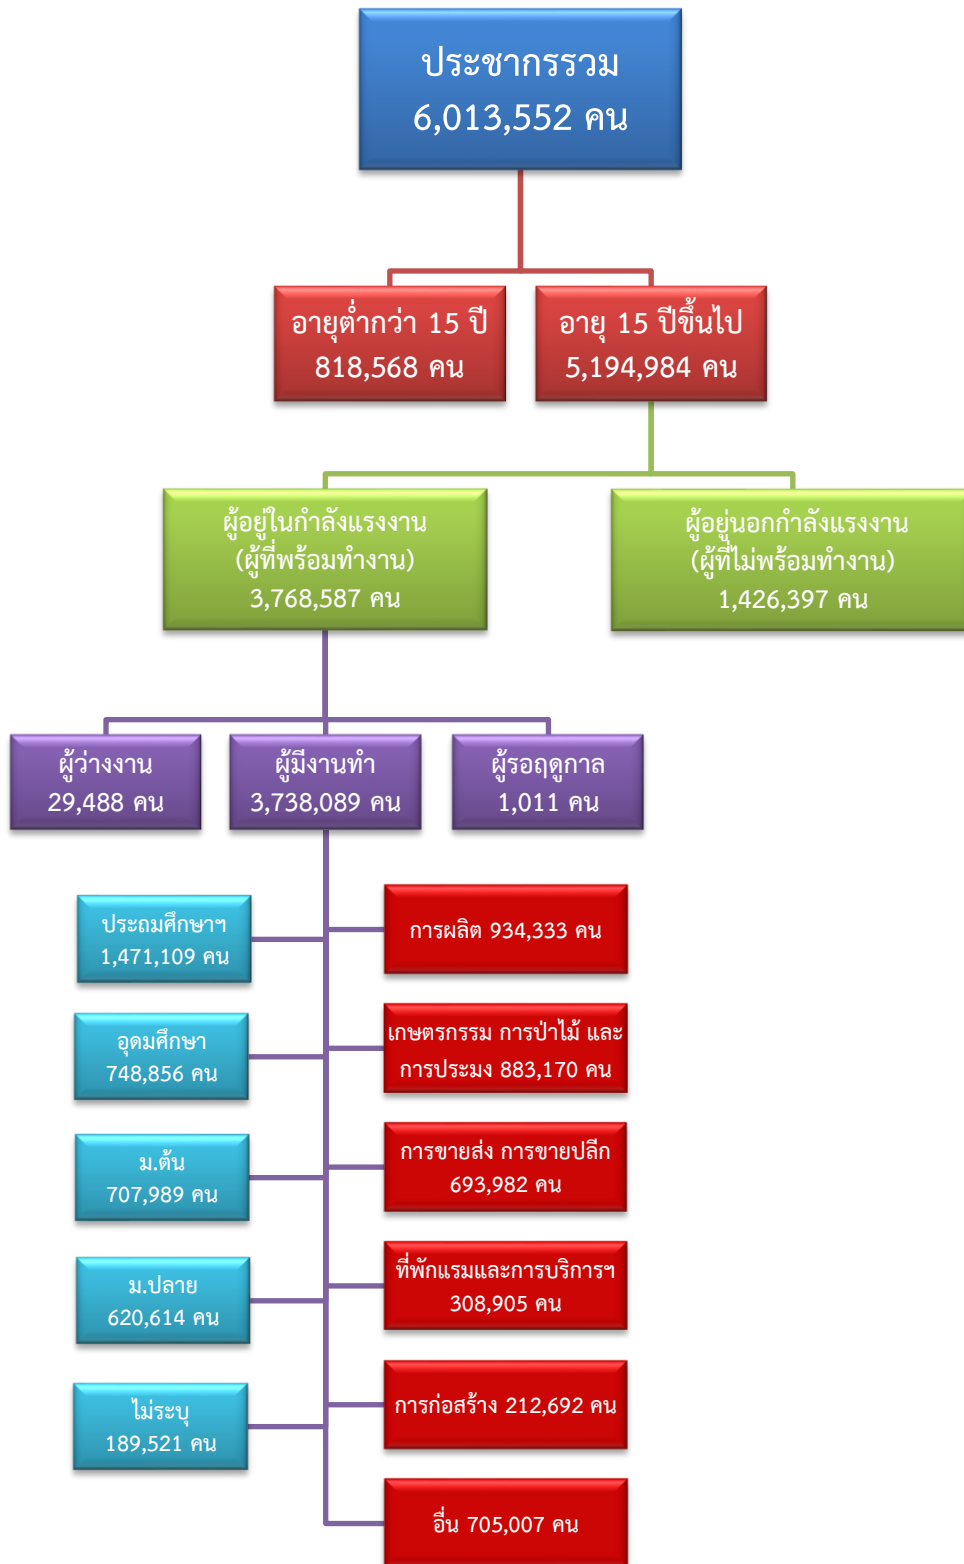 ประชากรรวม
6,013,552 คน
อายุต่ำกว่า 15 ปี
818,568 คน
อายุ 15 ปีขึ้นไป
5,194,984 คน
ผู้อยู่ในกำลังแรงงาน
(ผู้ที่พร้อมทำงาน)
3,768,587 คน
ผู้อยู่นอกกำลังแรงงาน
(ผู้ที่ไม่พร้อมทำงาน)
1,426,397 คน
ผู้ว่างงาน
29,488 คน
ผู้มีงานทำ
3,738,089 คน
ผู้รอฤดูกาล
1,011 คน
ประถมศึกษาฯ
1,471,109 คน
อุดมศึกษา
748,856 คน
ม.ต้น
707,989 คน
ม.ปลาย
620,614 คน
ไม่ระบุ
189,521 คน
การผลิต 934,333 คน
เกษตรกรรม การป่าไม้ และ
การประมง 883,170 คน
การขายส่ง การขายปลีก
693,982 คน
ที่พักแรมและการบริการฯ
308,905 คน
การก่อสร้าง 212,692 คน
อื่น 705,007 คน